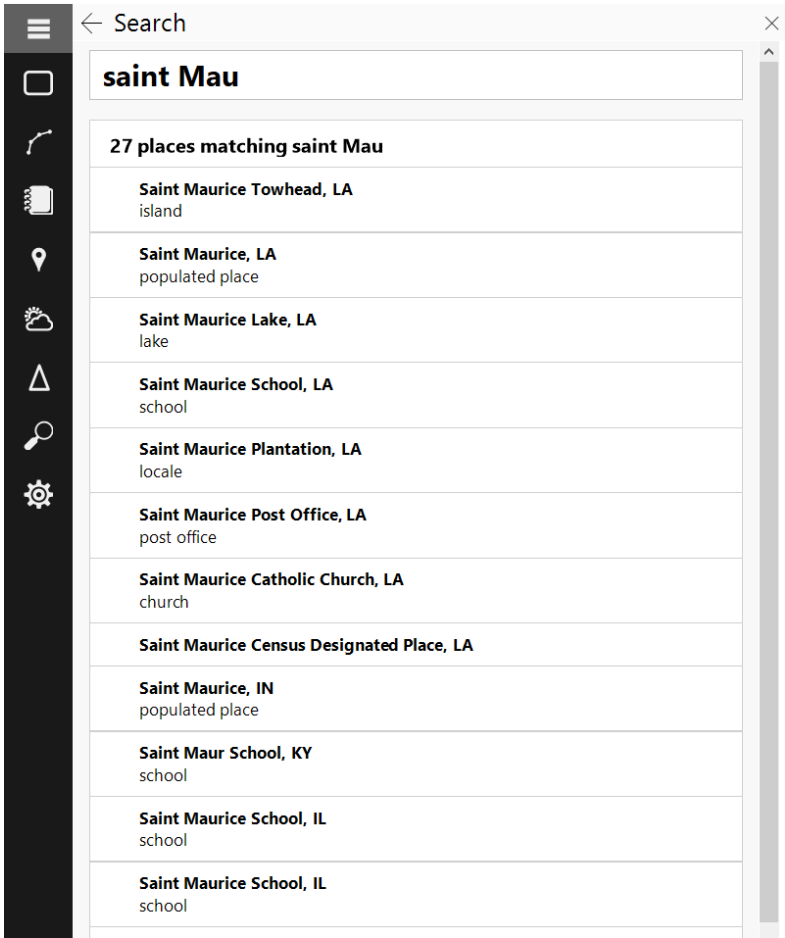 Search
saint Mau
27 places matching saint Mau
Saint Maurice Towhead, LA
island
Saint Maurice, LA
populated place
Saint Maurice Lake, LA
lake
Saint Maurice School, LA
school
Saint Maurice Plantation, LA
locale
Saint Maurice Post Office, LA
post office
Saint Maurice Catholic Church, LA
church
Saint Maurice Census Designated Place, LA
Saint Maurice, IN
populated place
Saint Maur School, KY
school
Saint Maurice School, IL
school
Saint Maurice School, IL
school